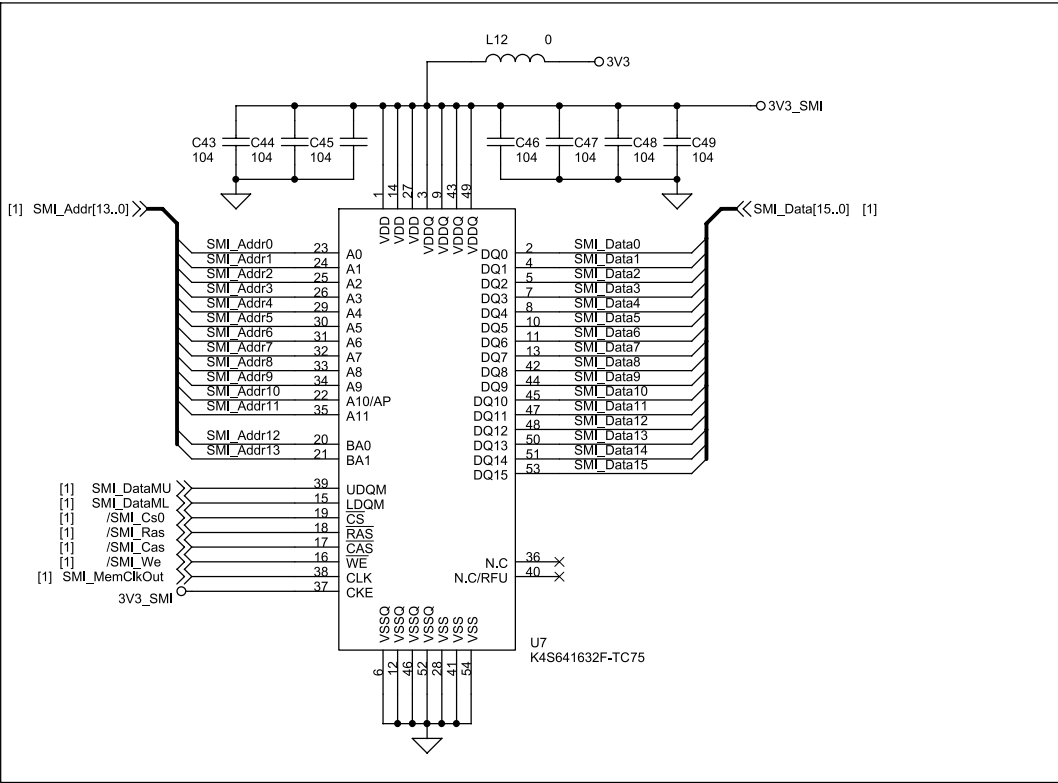 L12 0
3V3
3V3_SMI
C43 C44 C45 C46 C47 C48 C49
104 104 104 104 104 104 104
1 14 27 3 9 43 49
[1] SMI_Addr[13..0]
SMI_Data[15..0] [1]
VDD VDD VDD VDDQ VDDQ VDDQ VDDQ
SMI_Addr0 23 A0 DQ0 2 SMI_Data0
SMI_Addr1 24 A1 DQ1 4 SMI_Data1
SMI_Addr2 25 A2 DQ2 5 SMI_Data2
SMI_Addr3 26 A3 DQ3 7 SMI_Data3
SMI_Addr4 29 A4 DQ4 8 SMI_Data4
SMI_Addr5 30 A5 DQ5 10 SMI_Data5
SMI_Addr6 31 A6 DQ6 11 SMI_Data6
SMI_Addr7 32 A7 DQ7 13 SMI_Data7
SMI_Addr8 33 A8 DQ8 42 SMI_Data8
SMI_Addr9 34 A9 DQ9 44 SMI_Data9
SMI_Addr10 22 A10/AP DQ10 45 SMI_Data10
SMI_Addr11 35 A11 DQ11 47 SMI_Data11
DQ12 48 SMI_Data12
SMI_Addr12 20 BA0 DQ13 50 SMI_Data13
SMI_Addr13 21 BA1 DQ14 51 SMI_Data14
DQ15 53 SMI_Data15
[1] SMI_DataMU 39 UDQM
[1] SMI_DataML 15 LDQM
[1] /SMI_Cs0 19 CS
[1] /SMI_Ras 18 RAS
[1] /SMI_Cas 17 CAS
[1] /SMI_We 16 WE N.C 36
[1] SMI_MemClkOut 38 CLK N.C/RFU 40
3V3_SMI 37 CKE
VSSQ VSSQ VSSQ VSSQ VSS VSS VSS
6 12 46 52 28 41 54
U7
K4S641632F-TC75